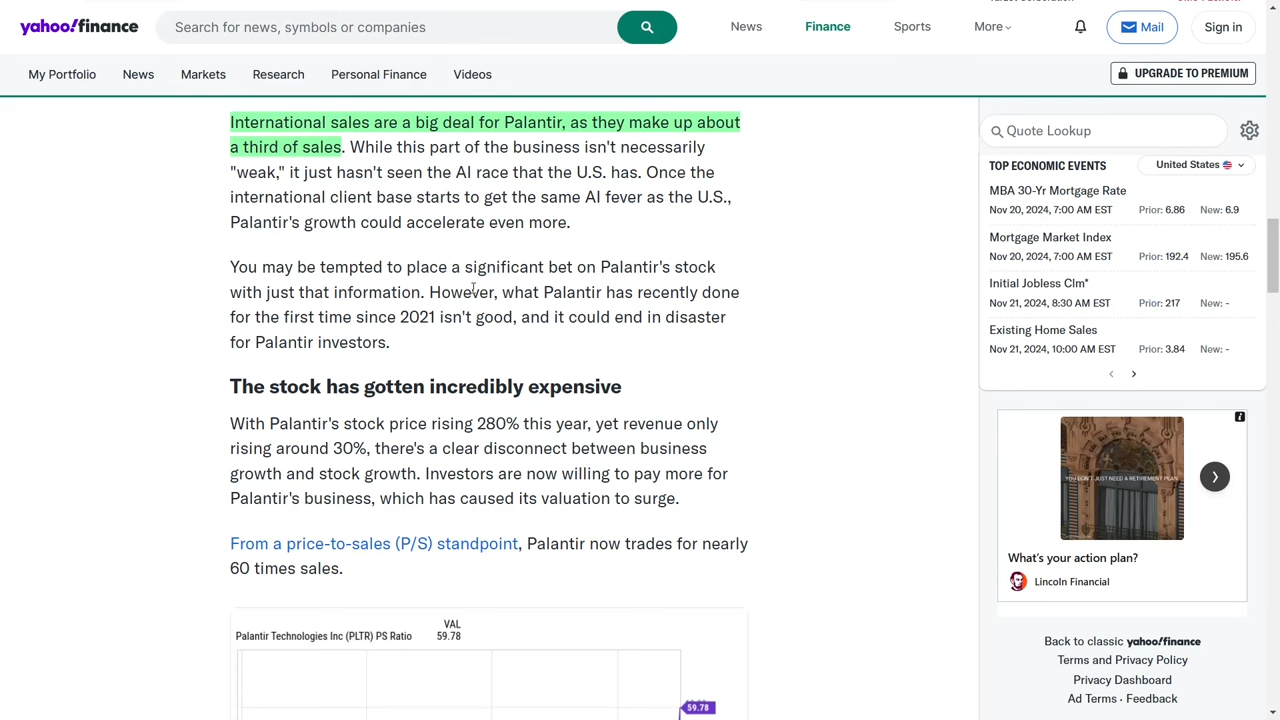 yahoo!finance
Search for news, symbols or companies
News
Finance
Sports
More
Mail
Sign in
My Portfolio
News
Markets
Research
Personal Finance
Videos
UPGRADE TO PREMIUM
International sales are a big deal for Palantir, as they make up about
a third of sales. While this part of the business isn't necessarily
"weak," it just hasn't seen the AI race that the U.S. has. Once the
international client base starts to get the same AI fever as the U.S.,
Palantir's growth could accelerate even more.
You may be tempted to place a significant bet on Palantir's stock
with just that information. However, what Palantir has recently done
for the first time since 2021 isn't good, and it could end in disaster
for Palantir investors.
The stock has gotten incredibly expensive
With Palantir's stock price rising 280% this year, yet revenue only
rising around 30%, there's a clear disconnect between business
growth and stock growth. Investors are now willing to pay more for
Palantir's business, which has caused its valuation to surge.
From a price-to-sales (P/S) standpoint, Palantir now trades for nearly
60 times sales.
VAL
Palantir Technologies Inc (PLTR) PS Ratio 59.78
59.78
Quote Lookup
TOP ECONOMIC EVENTS
United States
MBA 30-Yr Mortgage Rate
Nov 20, 2024, 7:00 AM EST Prior: 6.86 New: 6.9
Mortgage Market Index
Nov 20, 2024, 7:00 AM EST Prior: 192.4 New: 195.6
Initial Jobless Clm*
Nov 21, 2024, 8:30 AM EST Prior: 217 New: -
Existing Home Sales
Nov 21, 2024, 10:00 AM EST Prior: 3.84 New: -
YOU DON'T JUST NEED A RETIREMENT PLAN
What's your action plan?
Lincoln Financial
Back to classic yahoo!finance
Terms and Privacy Policy
Privacy Dashboard
Ad Terms - Feedback